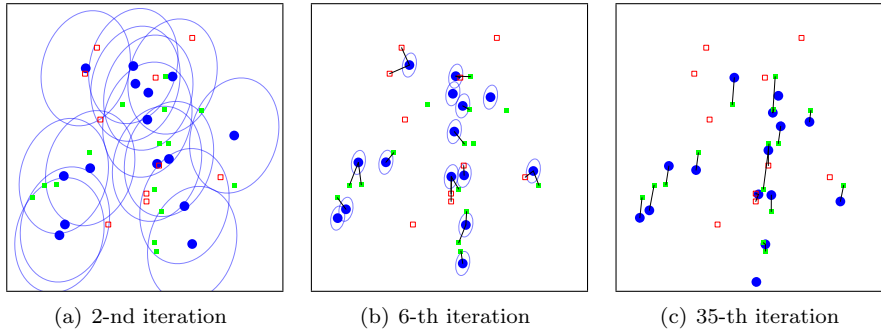 (a) 2-nd iteration
(b) 6-th iteration
(c) 35-th iteration